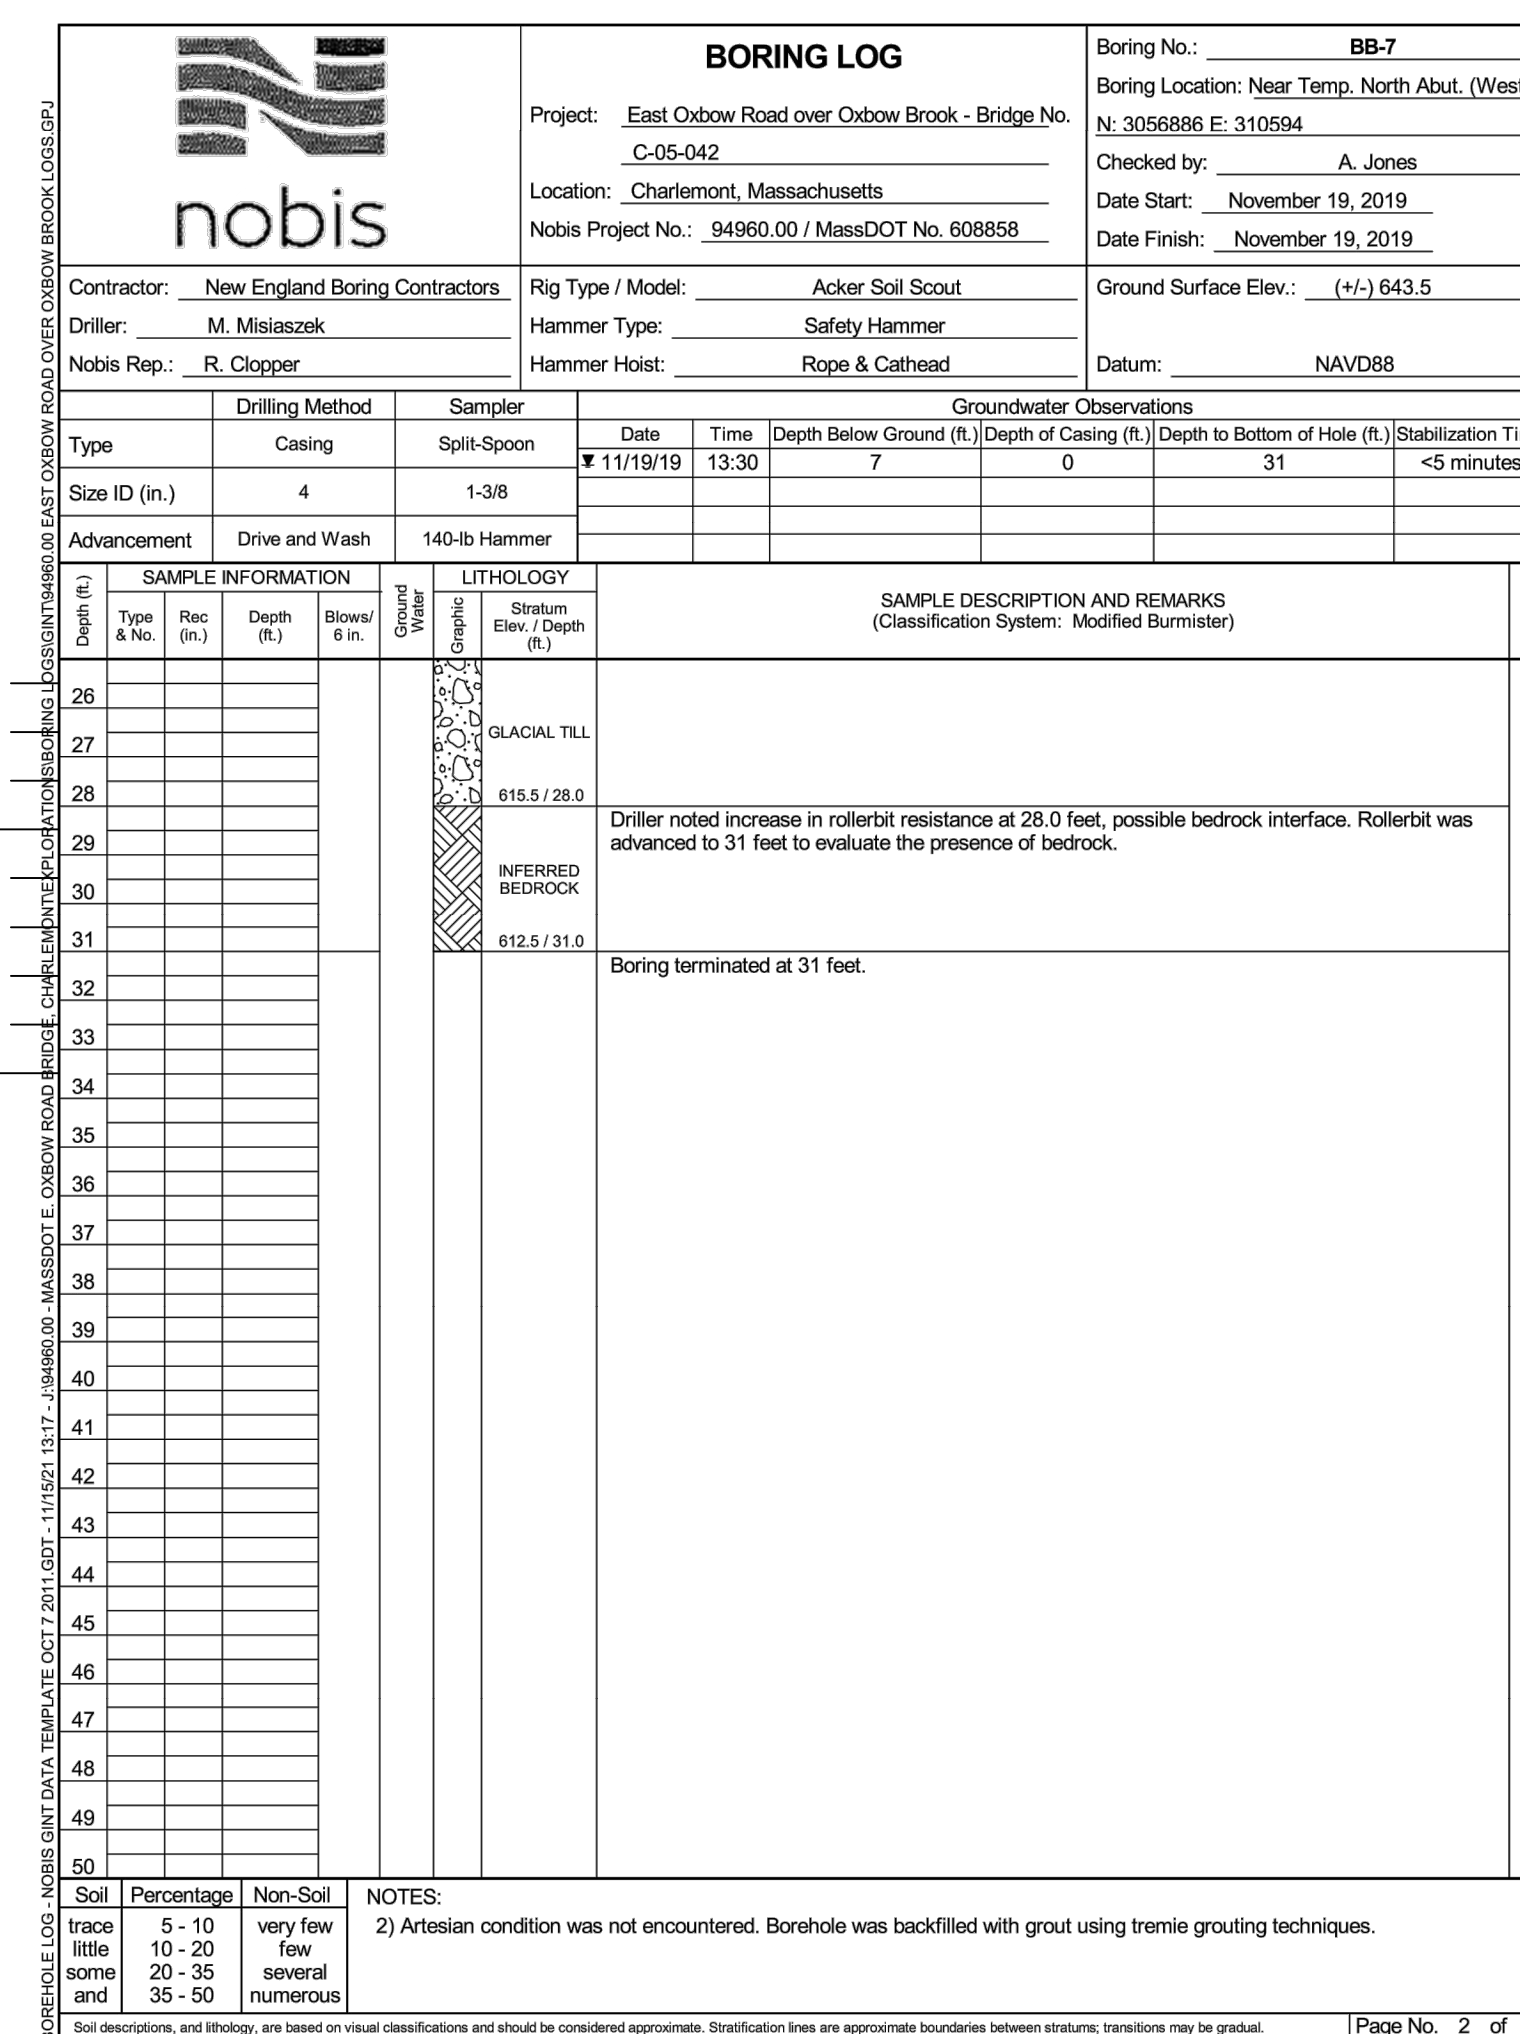 nobis
BORING LOG
Project: East Oxbow Road over Oxbow Brook - Bridge No.
C-05-042
Location: Charlemont, Massachusetts
Nobis Project No.: 94960.00 / MassDOT No. 608858
Boring No.: BB-7
Boring Location: Near Temp. North Abut. (West
N: 3056886 E: 310594
Checked by: A. Jones
Date Start: November 19, 2019
Date Finish: November 19, 2019
Contractor: New England Boring Contractors
Driller: M. Misiaszek
Nobis Rep.: R. Clopper
Rig Type / Model: Acker Soil Scout
Hammer Type: Safety Hammer
Hammer Hoist: Rope & Cathead
Ground Surface Elev.: (+/-) 643.5
Datum: NAVD88
Drilling Method Sampler
Type Casing Split-Spoon
Size ID (in.) 4 1-3/8
Advancement Drive and Wash 140-lb Hammer
Groundwater Observations
Date Time Depth Below Ground (ft.) Depth of Casing (ft.) Depth to Bottom of Hole (ft.) Stabilization Ti
11/19/19 13:30 7 0 31 <5 minutes
Depth (ft.)
SAMPLE INFORMATION
Type & No.
Rec (in.)
Depth (ft.)
Blows/ 6 in.
Ground Water
LITHOLOGY
Graphic
Stratum Elev. / Depth (ft.)
SAMPLE DESCRIPTION AND REMARKS
(Classification System: Modified Burmister)
26
27 GLACIAL TILL
28 615.5 / 28.0
Driller noted increase in rollerbit resistance at 28.0 feet, possible bedrock interface. Rollerbit was
29 advanced to 31 feet to evaluate the presence of bedrock.
INFERRED
30 BEDROCK
31 612.5 / 31.0
Boring terminated at 31 feet.
32
33
34
35
36
37
38
39
40
41
42
43
44
45
46
47
48
49
50
Soil Percentage Non-Soil
trace 5 - 10 very few
little 10 - 20 few
some 20 - 35 several
and 35 - 50 numerous
NOTES:
2) Artesian condition was not encountered. Borehole was backfilled with grout using tremie grouting techniques.
Soil descriptions, and lithology, are based on visual classifications and should be considered approximate. Stratification lines are approximate boundaries between stratums; transitions may be gradual.
Page No. 2 of
BOREHOLE LOG - NOBIS GINT DATA TEMPLATE OCT 7 2011.GDT - 11/15/21 13:17 - J:\94960.00 - MASSDOT E. OXBOW ROAD BRIDGE, CHARLEMONT\EXPLORATIONS\BORING LOGS\GINT\94960.00 EAST OXBOW ROAD OVER OXBOW BROOK LOGS.GPJ